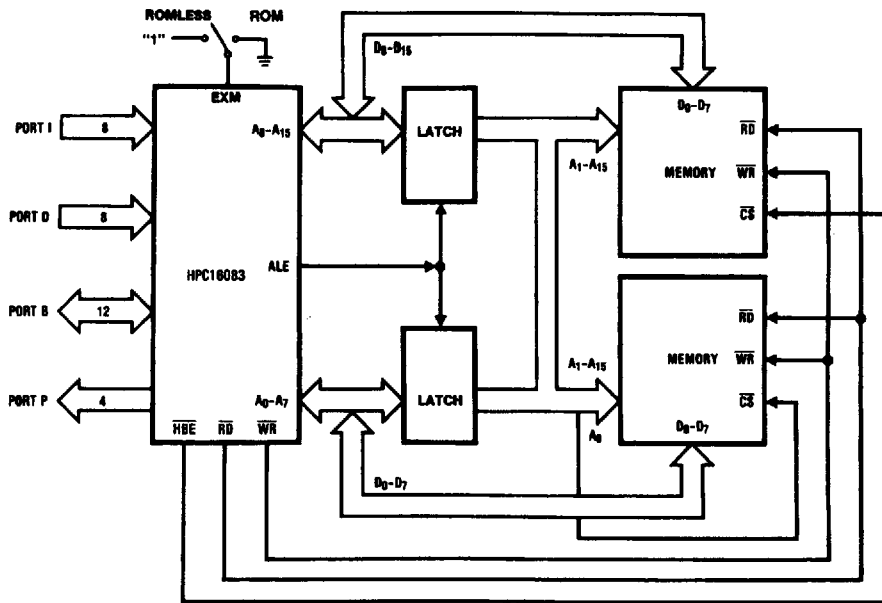 ROMLESS ROM
"1"
EXM
D8-D15
PORT I 8
A8-A15
LATCH
D0-D7
RD
A1-A15
MEMORY
WR
CS
PORT D 8
HPC16083
ALE
PORT B 12
RD
A1-A15
MEMORY
WR
LATCH
PORT P 4
A0-A7
CS
A0
D0-D7
HBE RD WR
D0-D7